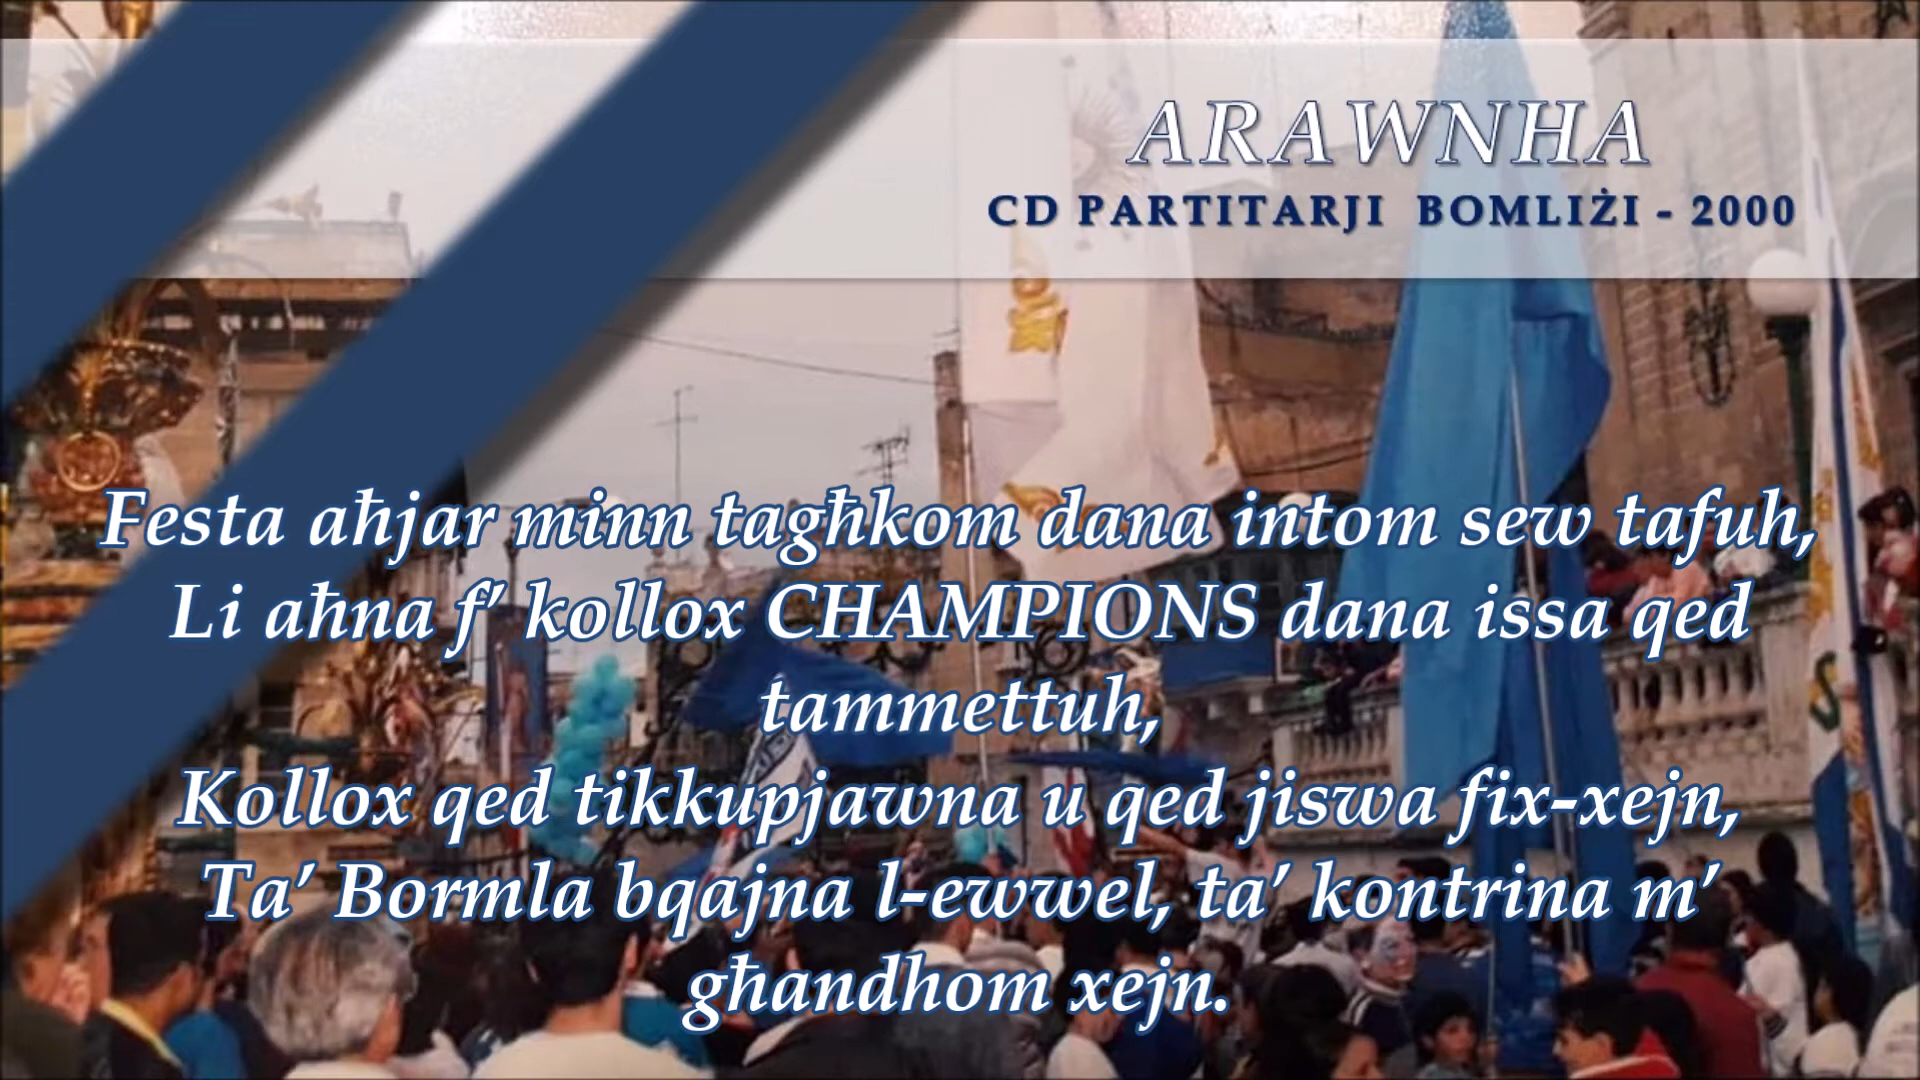 ARAWNHA
CD PARTITARJI BOMLIŻI - 2000
Festa aħjar minn tagħkom dana intom sew tafuh,
Li aħna f’ kollox CHAMPIONS dana issa qed
tammettuh,
Kollox qed tikkupjawna u qed jiswa fix-xejn,
Ta’ Bormla bqajna l-ewwel, ta’ kontrina m’
għandhom xejn.